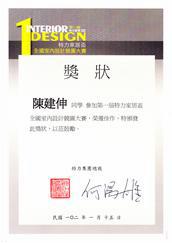 1
INTERIOR
DESIGN
特力家居盃
全國室內設計競圖大賽
獎狀
陳建伸 同學 參加第一屆特力家居盃
全國室內設計競圖大賽，榮獲佳作，特頒發
此獎狀，以茲鼓勵。
特力集團總裁
民國 一○二 年 一 月 十五 日